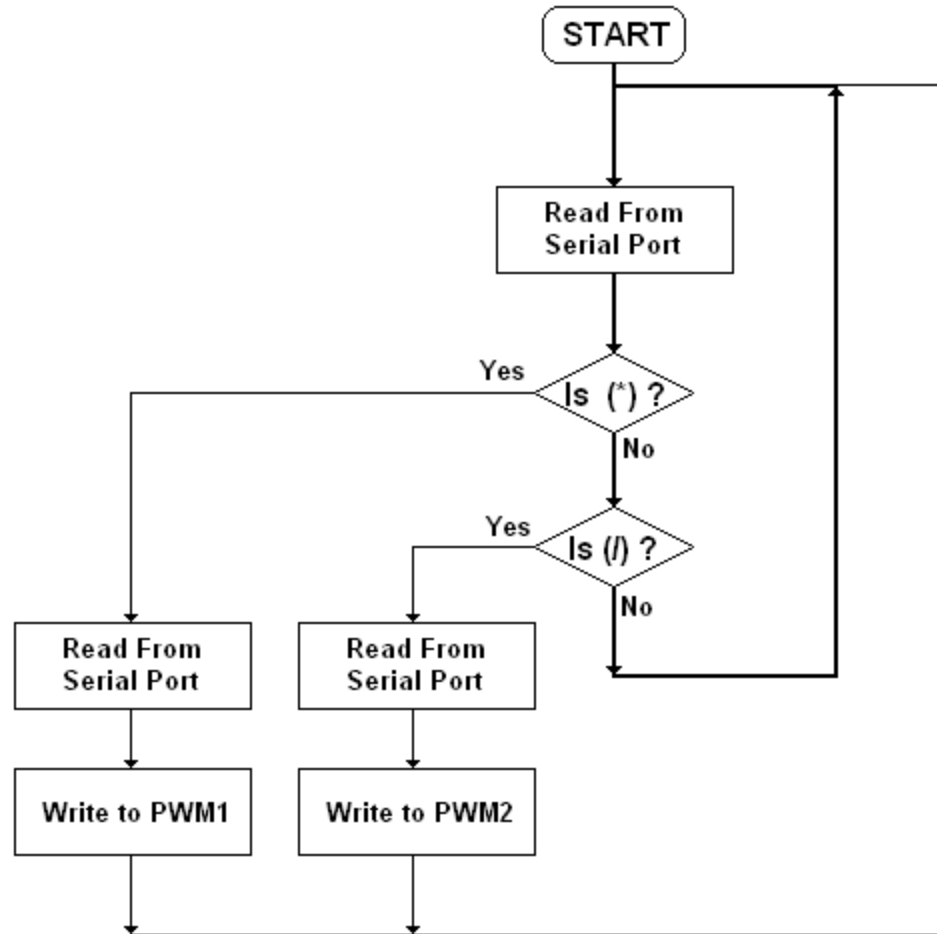 START
Read From
Serial Port
Yes
Is (*) ?
No
Yes
Is (/) ?
No
Read From
Serial Port
Read From
Serial Port
Write to PWM1
Write to PWM2